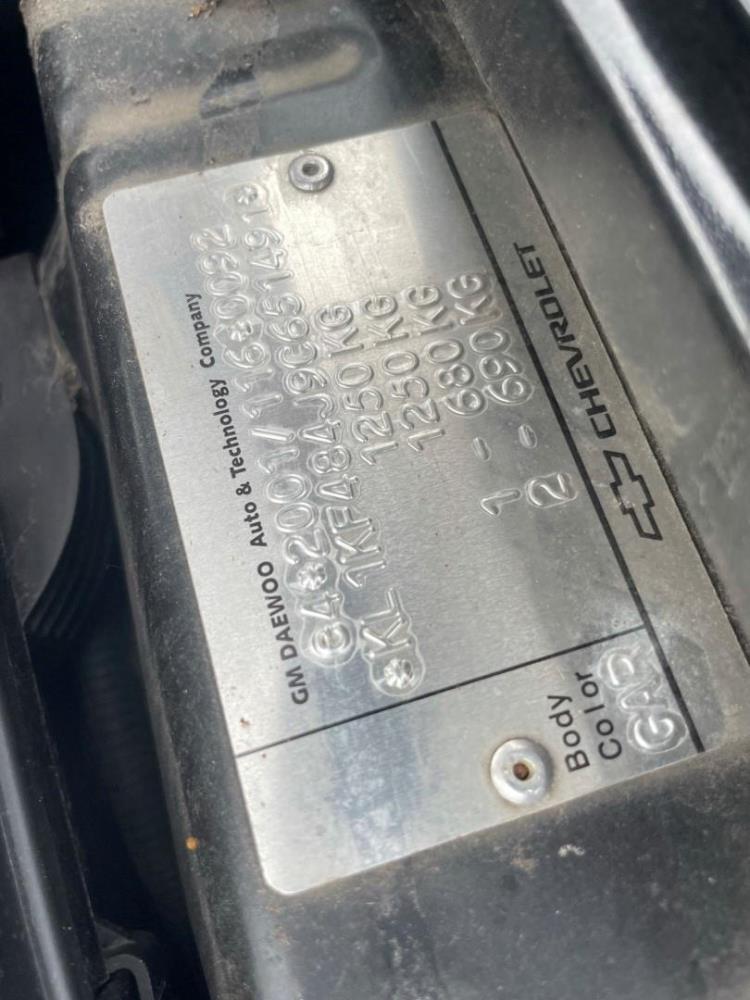 GM DAEWOO Auto & Technology Company
e4*2001/116*0092
*KL1KF484J9C651491*
1250 KG
1250 KG
1 - 680 KG
2 - 690 KG
CHEVROLET
Body
Color
GAR